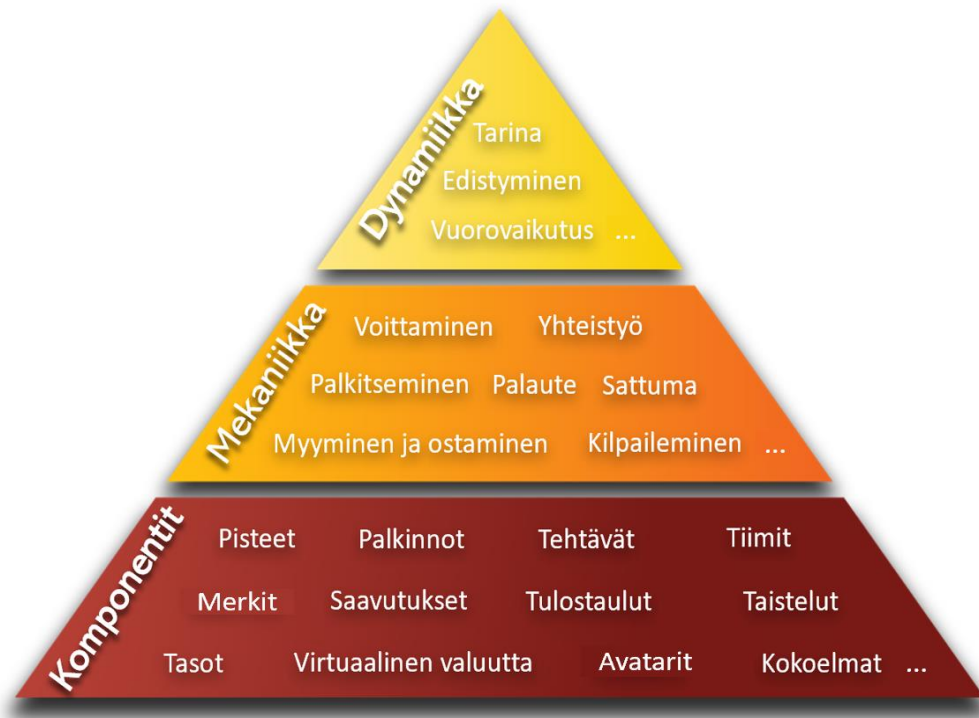 Dynamiikka
Tarina
Edistyminen
Vuorovaikutus ...
Mekaniikka
Voittaminen Yhteistyö
Palkitseminen Palaute Sattuma
Myyminen ja ostaminen Kilpaileminen ...
Komponentit
Pisteet Palkinnot Tehtävät Tiimit
Merkit Saavutukset Tulostaulut Taistelut
Tasot Virtuaalinen valuutta Avatarit Kokoelmat ...